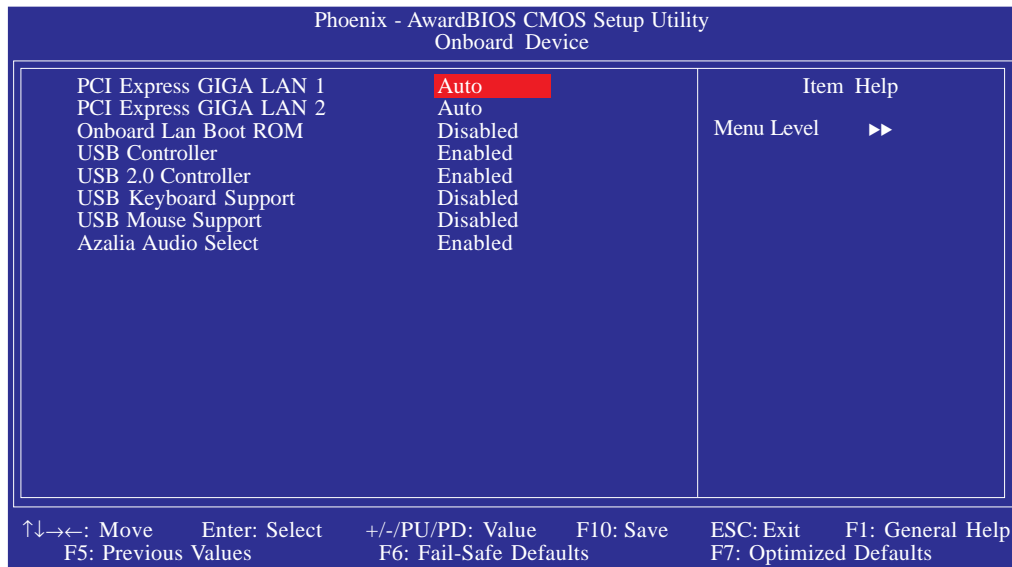 Phoenix - AwardBIOS CMOS Setup Utility
Onboard Device
PCI Express GIGA LAN 1 Auto
PCI Express GIGA LAN 2 Auto
Onboard Lan Boot ROM Disabled
USB Controller Enabled
USB 2.0 Controller Enabled
USB Keyboard Support Disabled
USB Mouse Support Disabled
Azalia Audio Select Enabled
Item Help
Menu Level ▶▶
↑↓→←: Move Enter: Select +/-/PU/PD: Value F10: Save ESC: Exit F1: General Help
F5: Previous Values F6: Fail-Safe Defaults F7: Optimized Defaults